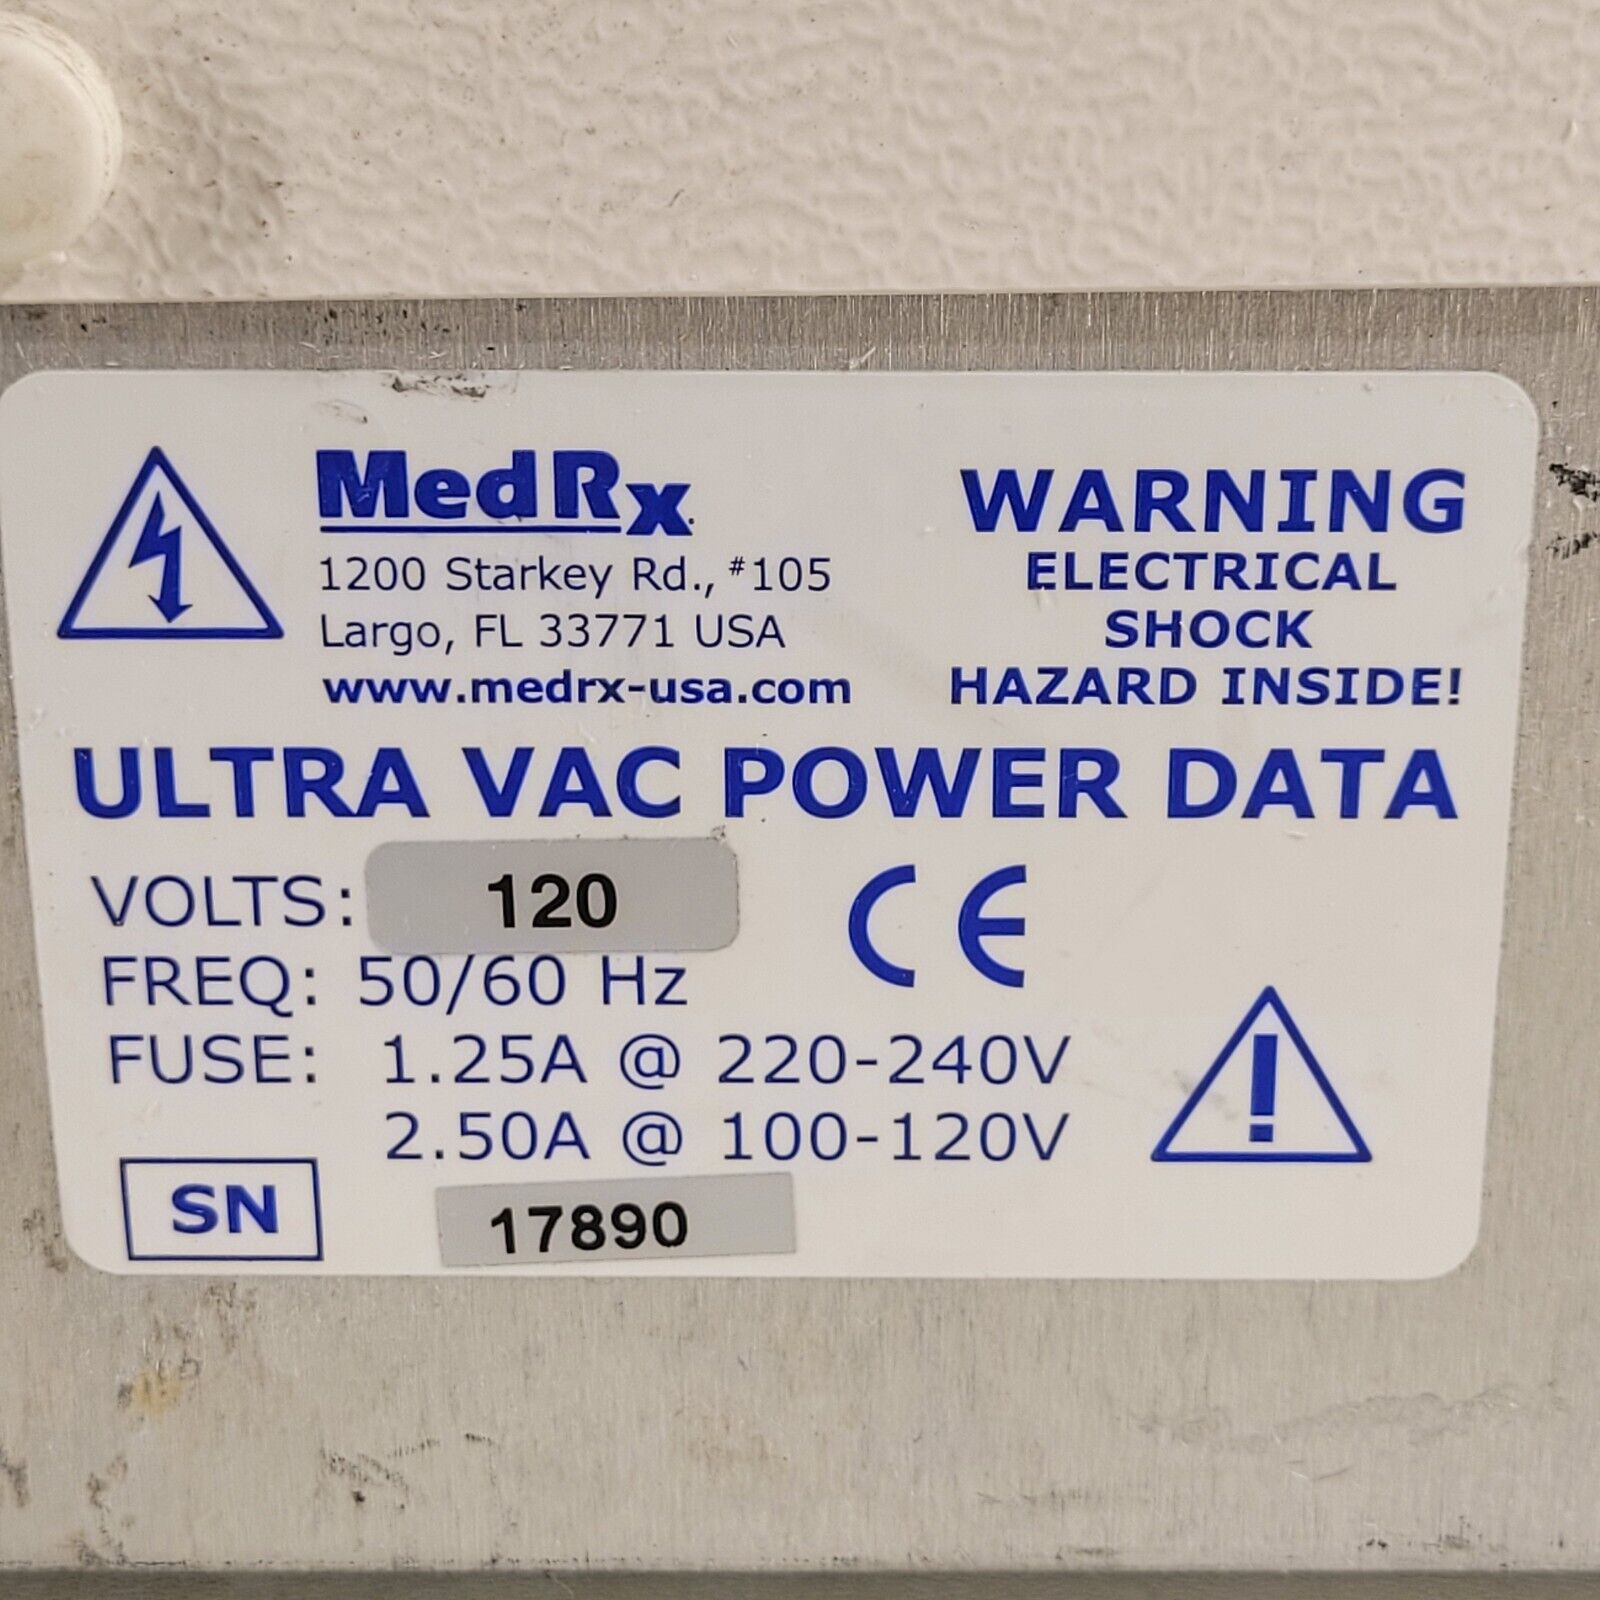 MedRx
1200 Starkey Rd., #105
Largo, FL 33771 USA
www.medrx-usa.com
WARNING
ELECTRICAL
SHOCK
HAZARD INSIDE!
ULTRA VAC POWER DATA
VOLTS: 120
FREQ: 50/60 Hz
FUSE: 1.25A @ 220-240V
2.50A @ 100-120V
CE
!
SN 17890